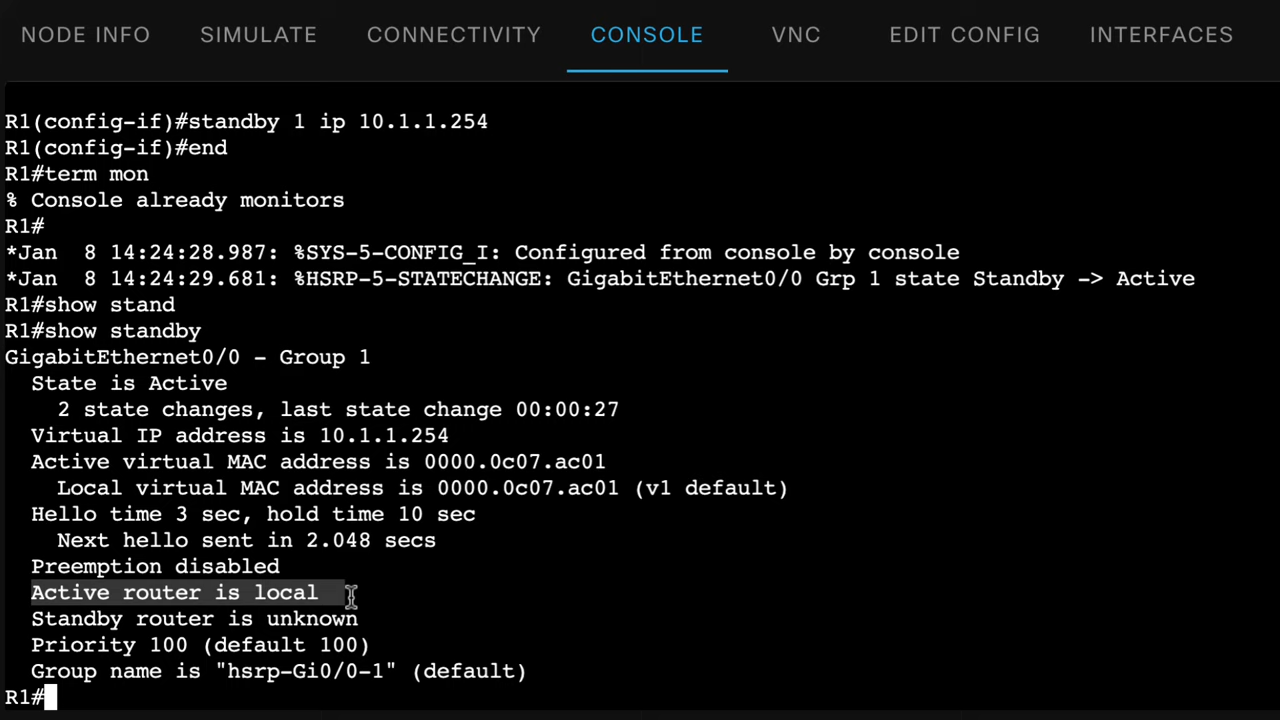 NODE INFO SIMULATE CONNECTIVITY CONSOLE VNC EDIT CONFIG INTERFACES
R1(config-if)#standby 1 ip 10.1.1.254
R1(config-if)#end
R1#term mon
% Console already monitors
R1#
*Jan  8 14:24:28.987: %SYS-5-CONFIG_I: Configured from console by console
*Jan  8 14:24:29.681: %HSRP-5-STATECHANGE: GigabitEthernet0/0 Grp 1 state Standby -> Active
R1#show stand
R1#show standby
GigabitEthernet0/0 - Group 1
  State is Active
    2 state changes, last state change 00:00:27
  Virtual IP address is 10.1.1.254
  Active virtual MAC address is 0000.0c07.ac01
    Local virtual MAC address is 0000.0c07.ac01 (v1 default)
  Hello time 3 sec, hold time 10 sec
    Next hello sent in 2.048 secs
  Preemption disabled
  Active router is local
  Standby router is unknown
  Priority 100 (default 100)
  Group name is "hsrp-Gi0/0-1" (default)
R1#